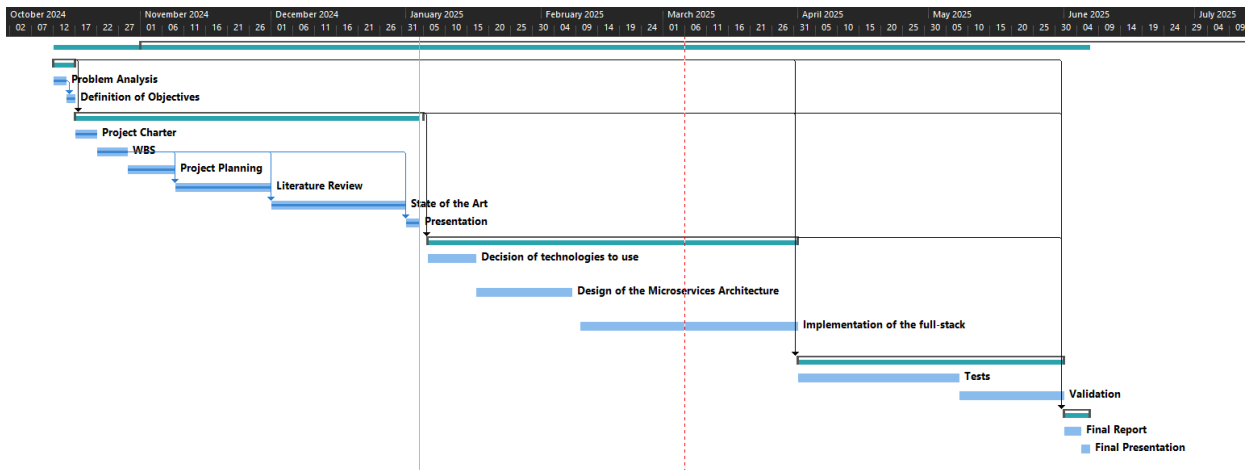 October 2024 November 2024 December 2024 January 2025 February 2025 March 2025 April 2025 May 2025 June 2025 July 2025
02 07 12 17 22 27 01 06 11 16 21 26 01 06 11 16 21 26 31 05 10 15 20 25 30 04 09 14 19 24 01 06 11 16 21 26 31 05 10 15 20 25 30 05 10 15 20 25 30 04 09 14 19 24 29 04 09
Problem Analysis
Definition of Objectives
Project Charter
WBS
Project Planning
Literature Review
State of the Art
Presentation
Decision of technologies to use
Design of the Microservices Architecture
Implementation of the full-stack
Tests
Validation
Final Report
Final Presentation